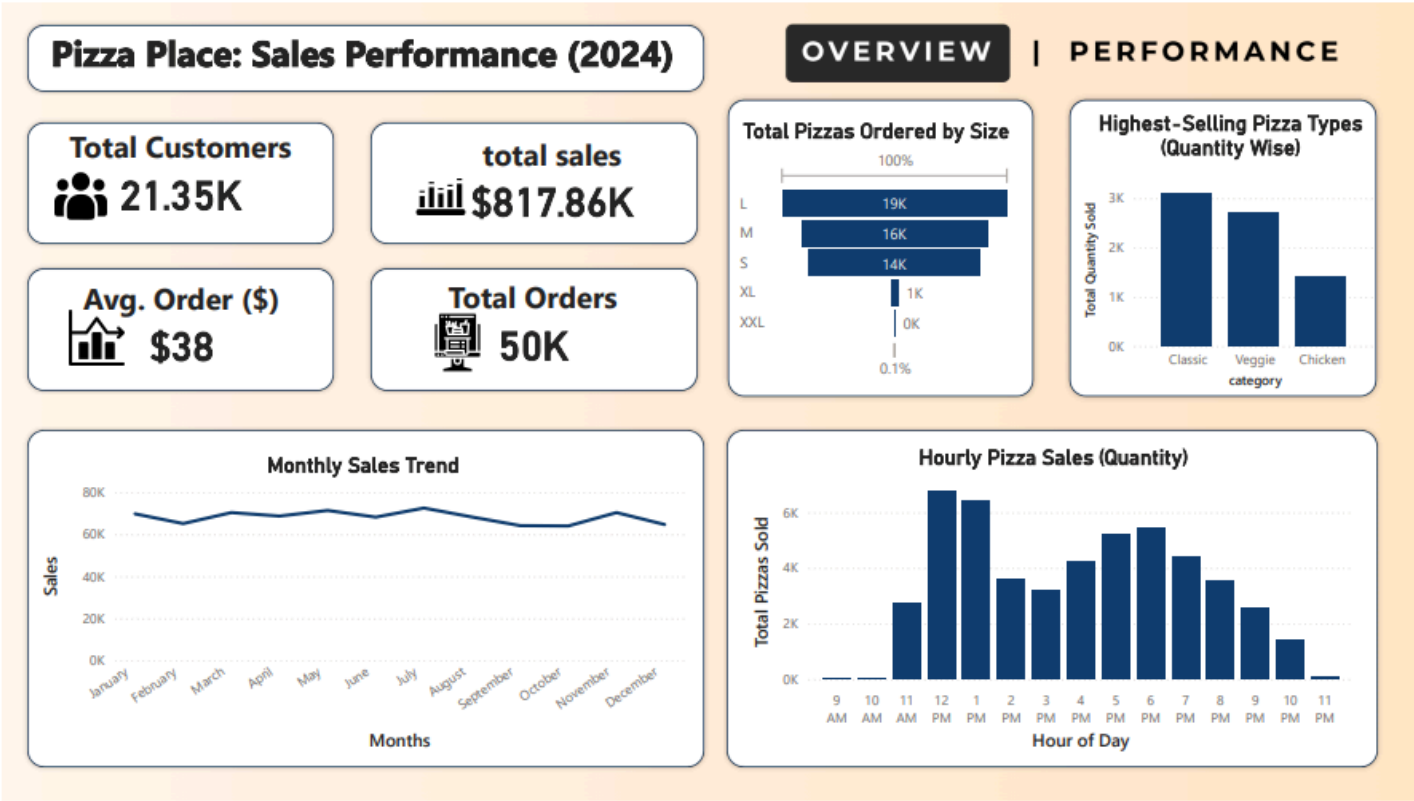 Pizza Place: Sales Performance (2024)
OVERVIEW | PERFORMANCE
Total Customers
21.35K
total sales
$817.86K
Avg. Order ($)
$38
Total Orders
50K
Total Pizzas Ordered by Size
100%
L 19K
M 16K
S 14K
XL 1K
XXL 0K
0.1%
Highest-Selling Pizza Types
(Quantity Wise)
Total Quantity Sold
3K
2K
1K
0K
Classic Veggie Chicken
category
Monthly Sales Trend
Sales
80K
60K
40K
20K
0K
January February March April May June July August September October November December
Months
Hourly Pizza Sales (Quantity)
Total Pizzas Sold
6K
4K
2K
0K
9 10 11 12 1 2 3 4 5 6 7 8 9 10 11
AM AM AM PM PM PM PM PM PM PM PM PM PM PM PM
Hour of Day